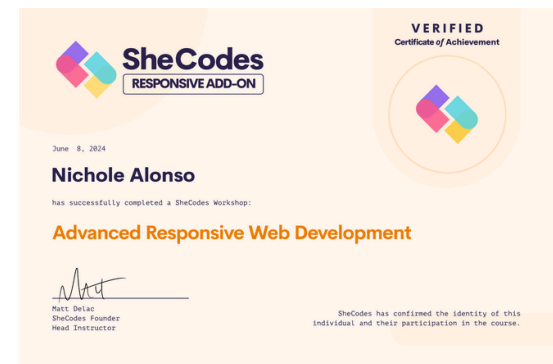 SheCodes
RESPONSIVE ADD-ON
VERIFIED
Certificate of Achievement
June 8, 2024
Nichole Alonso
has successfully completed a SheCodes Workshop:
Advanced Responsive Web Development
Matt
Matt Delac
SheCodes Founder
Head Instructor
SheCodes has confirmed the identity of this
individual and their participation in the course.